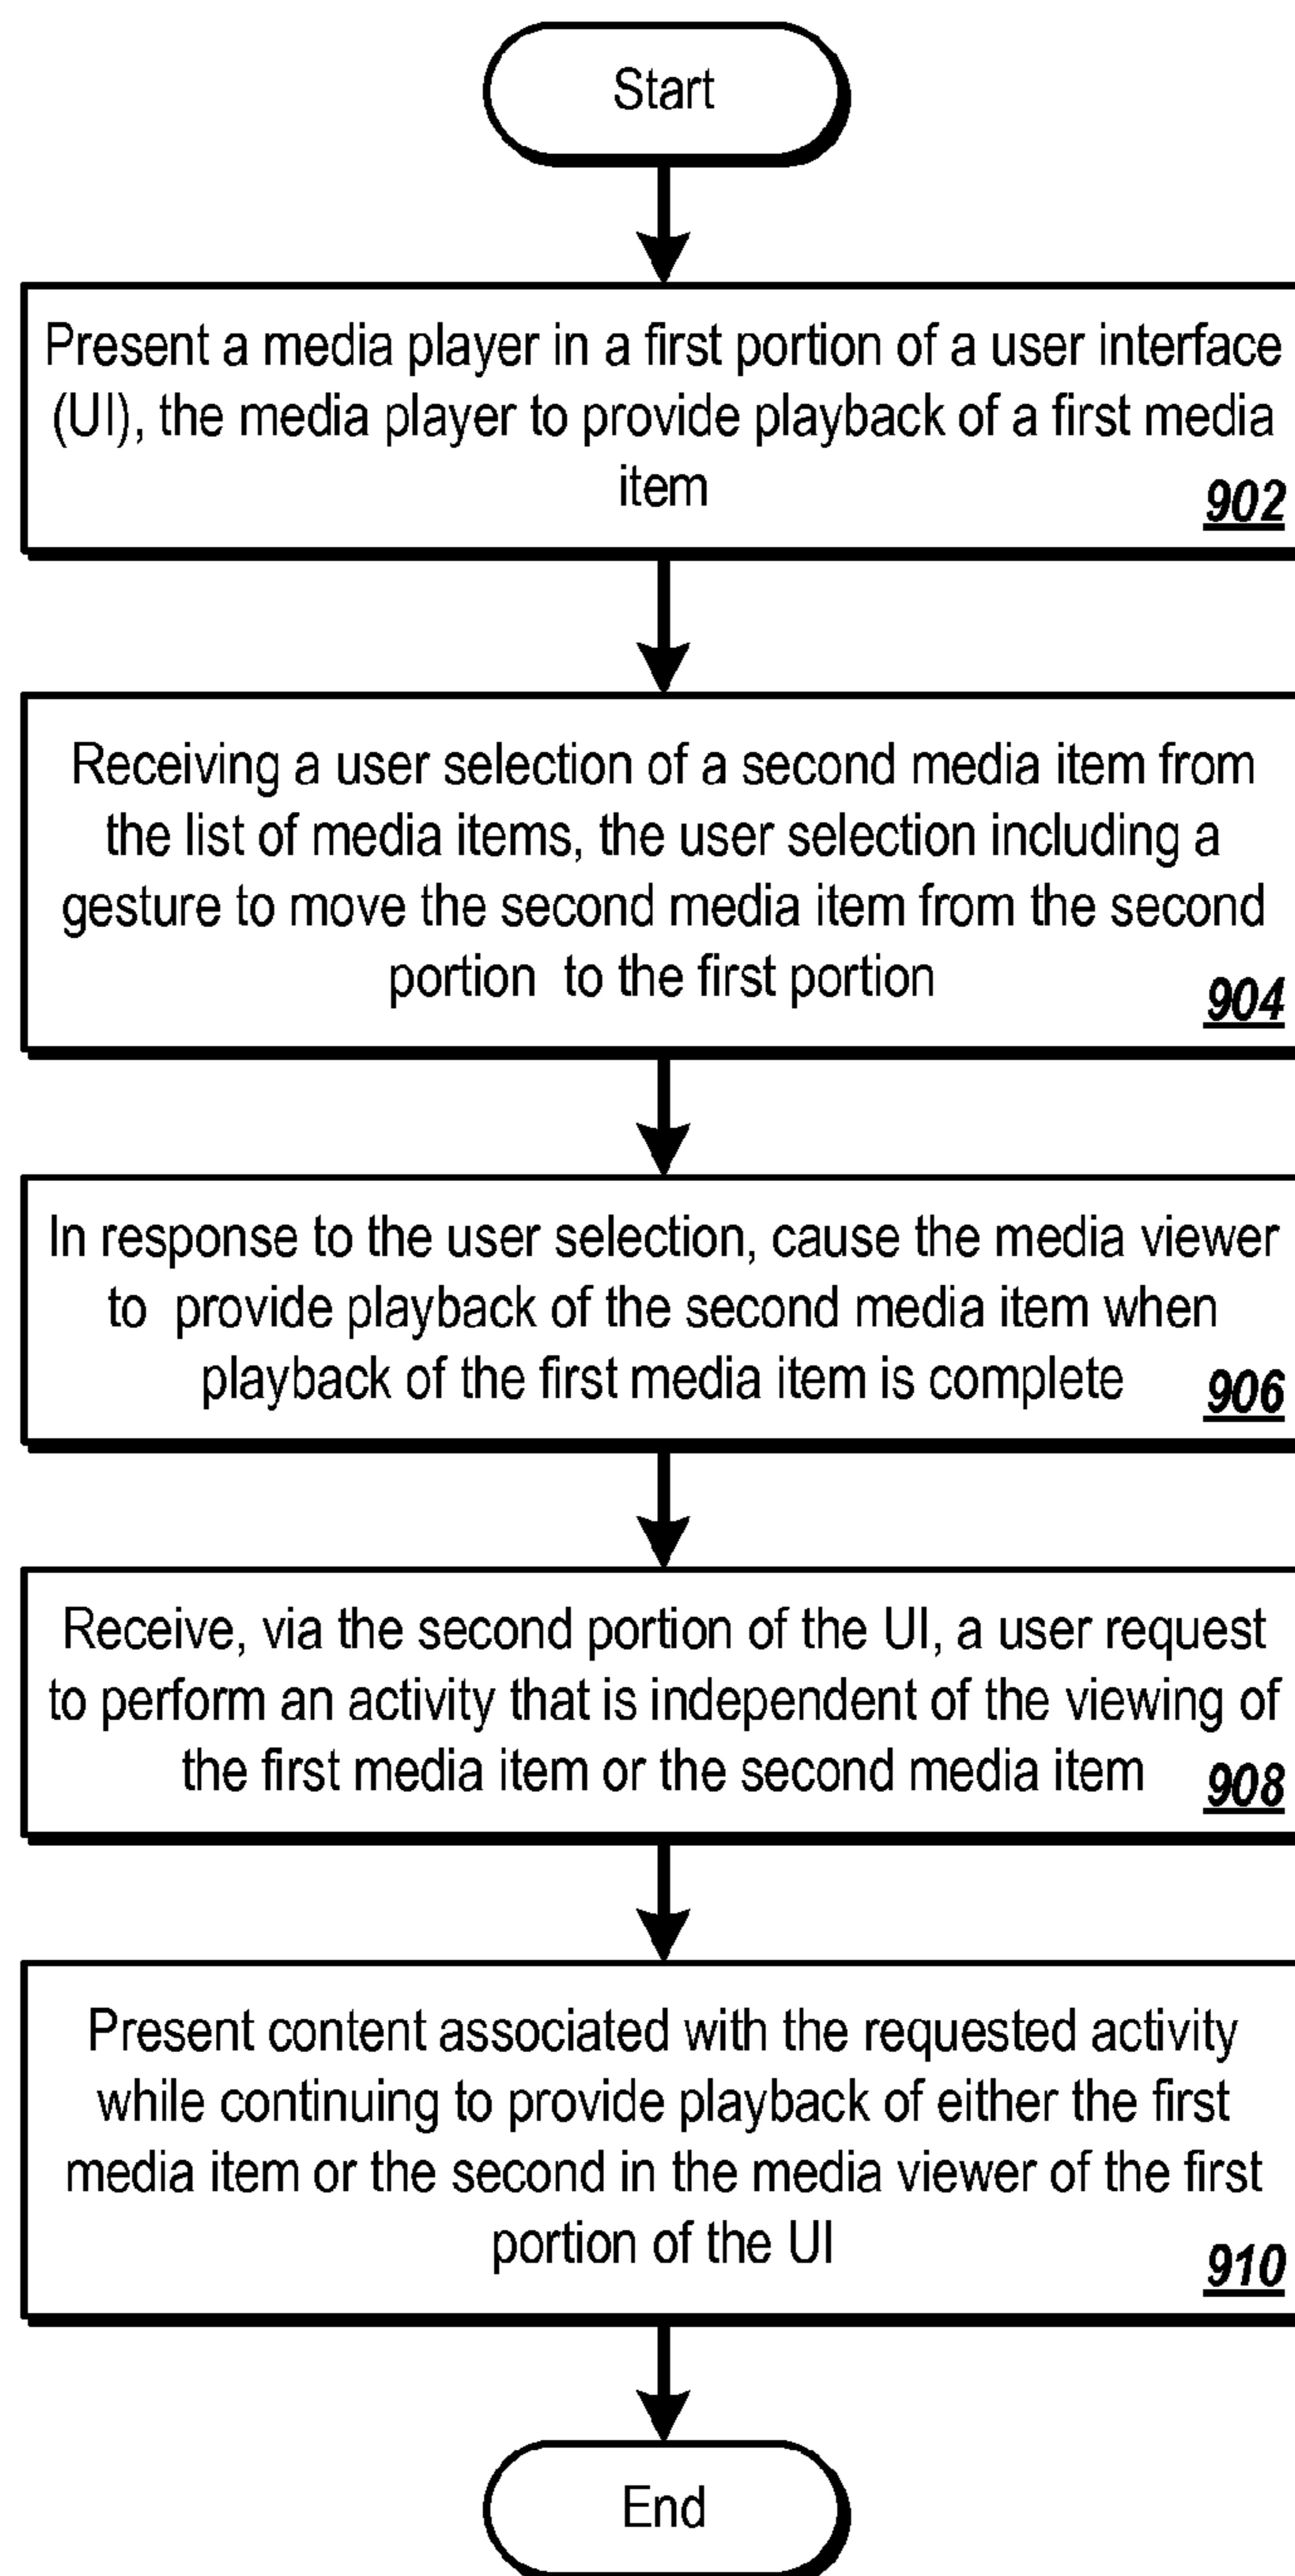 Start
Present a media player in a first portion of a user interface
(UI), the media player to provide playback of a first media
item
902
Receiving a user selection of a second media item from
the list of media items, the user selection including a
gesture to move the second media item from the second
portion to the first portion
904
In response to the user selection, cause the media viewer
to provide playback of the second media item when
playback of the first media item is complete
906
Receive, via the second portion of the UI, a user request
to perform an activity that is independent of the viewing of
the first media item or the second media item
908
Present content associated with the requested activity
while continuing to provide playback of either the first
media item or the second in the media viewer of the first
portion of the UI
910
End